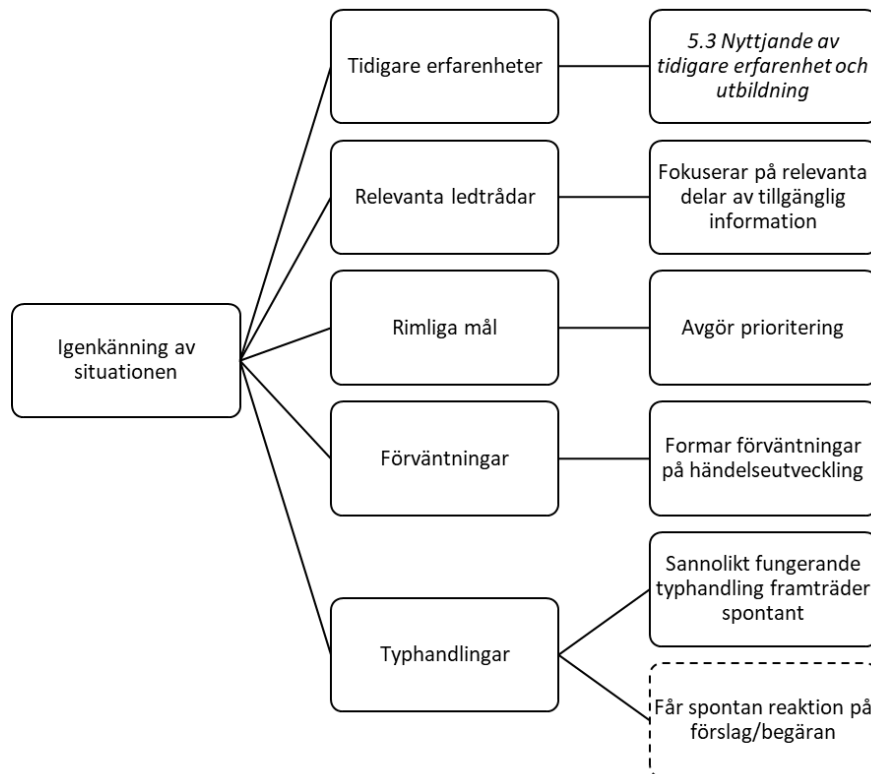 Igenkänning av
situationen
Tidigare erfarenheter
5.3 Nyttjande av
tidigare erfarenhet och
utbildning
Relevanta ledtrådar
Fokuserar på relevanta
delar av tillgänglig
information
Rimliga mål
Avgör prioritering
Förväntningar
Formar förväntningar
på händelseutveckling
Typhandlingar
Sannolikt fungerande
typhandling framträder
spontant
Får spontan reaktion på
förslag/begäran